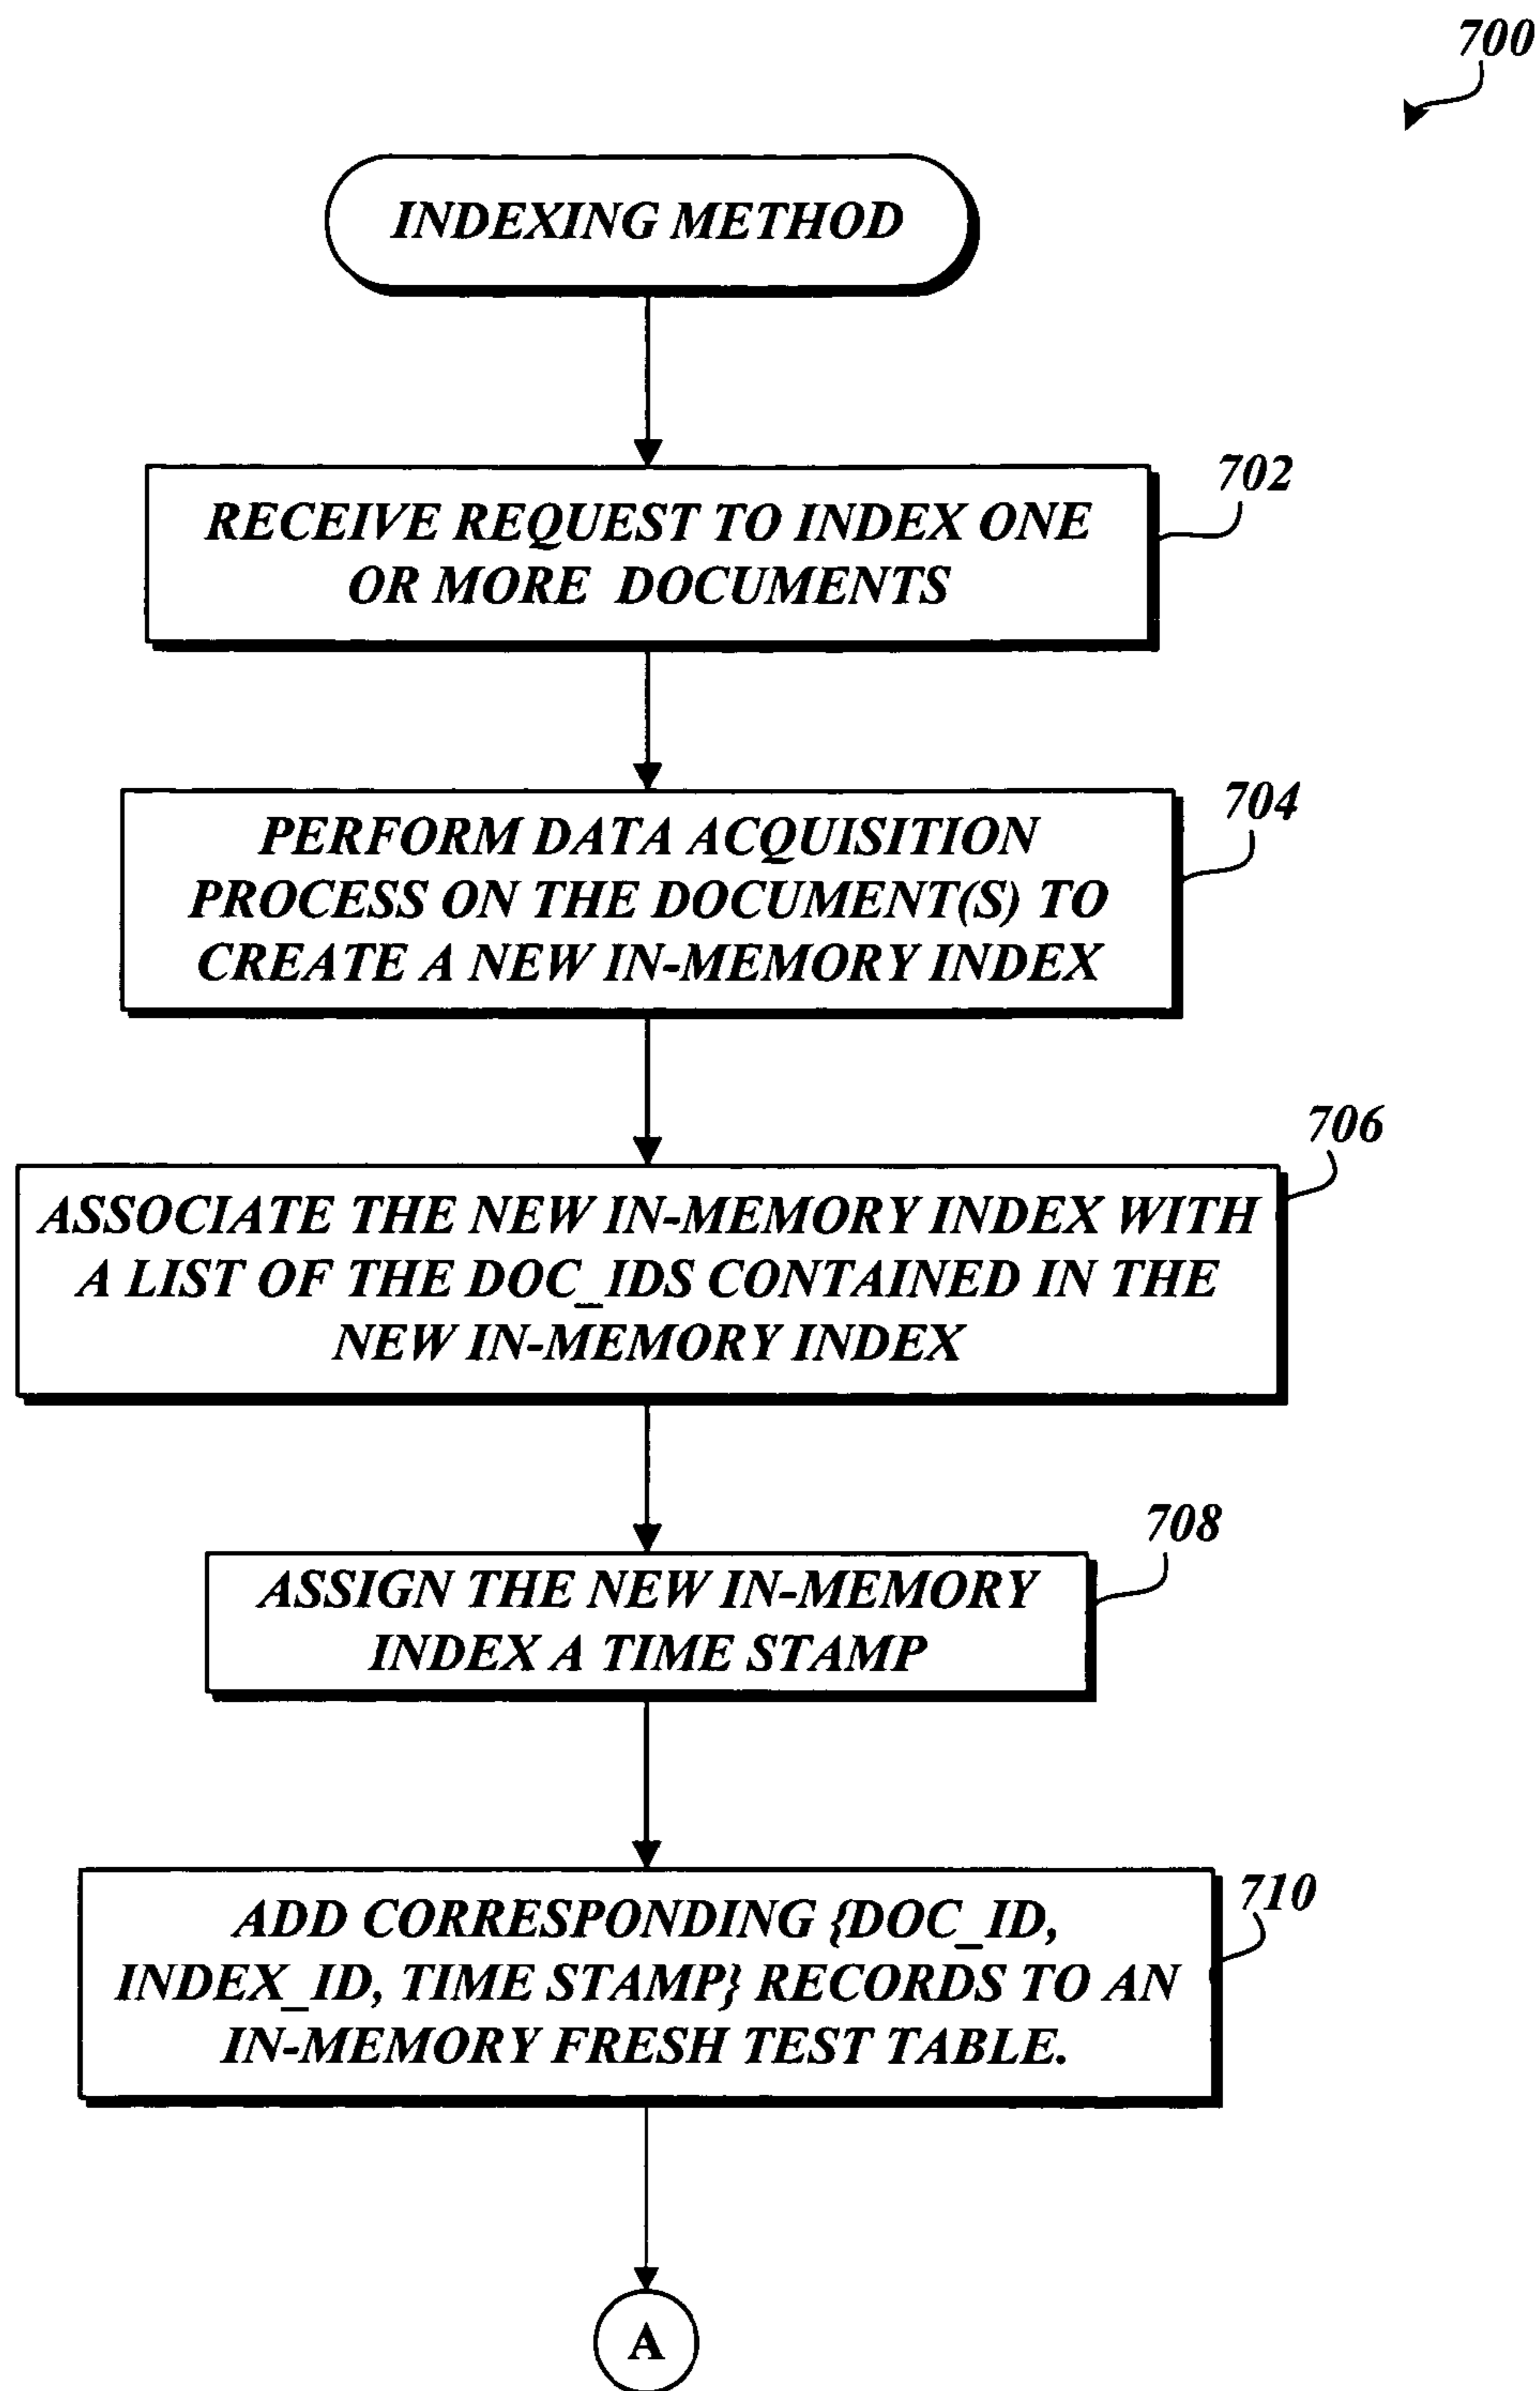 700
INDEXING METHOD
702
RECEIVE REQUEST TO INDEX ONE
OR MORE DOCUMENTS
704
PERFORM DATA ACQUISITION
PROCESS ON THE DOCUMENT(S) TO
CREATE A NEW IN-MEMORY INDEX
706
ASSOCIATE THE NEW IN-MEMORY INDEX WITH
A LIST OF THE DOC_IDS CONTAINED IN THE
NEW IN-MEMORY INDEX
708
ASSIGN THE NEW IN-MEMORY
INDEX A TIME STAMP
710
ADD CORRESPONDING {DOC_ID,
INDEX_ID, TIME STAMP} RECORDS TO AN
IN-MEMORY FRESH TEST TABLE.
A